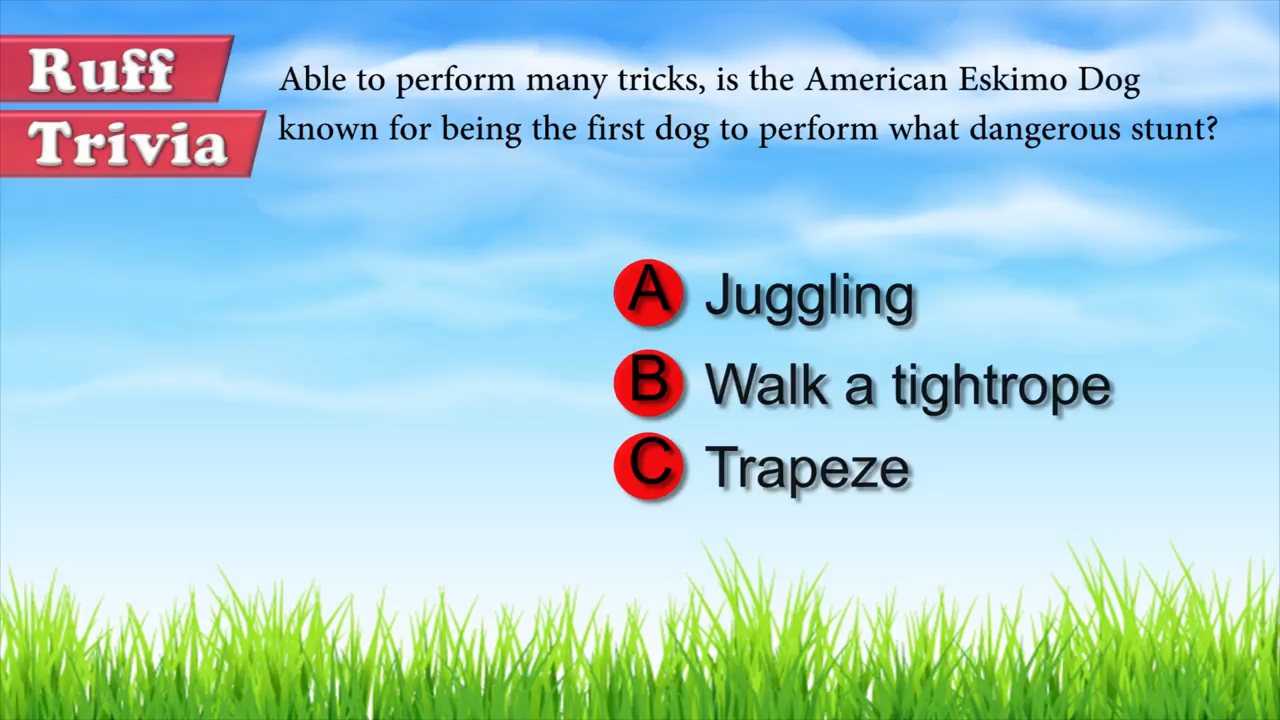 Ruff
Trivia
Able to perform many tricks, is the American Eskimo Dog
known for being the first dog to perform what dangerous stunt?
A Juggling
B Walk a tightrope
C Trapeze